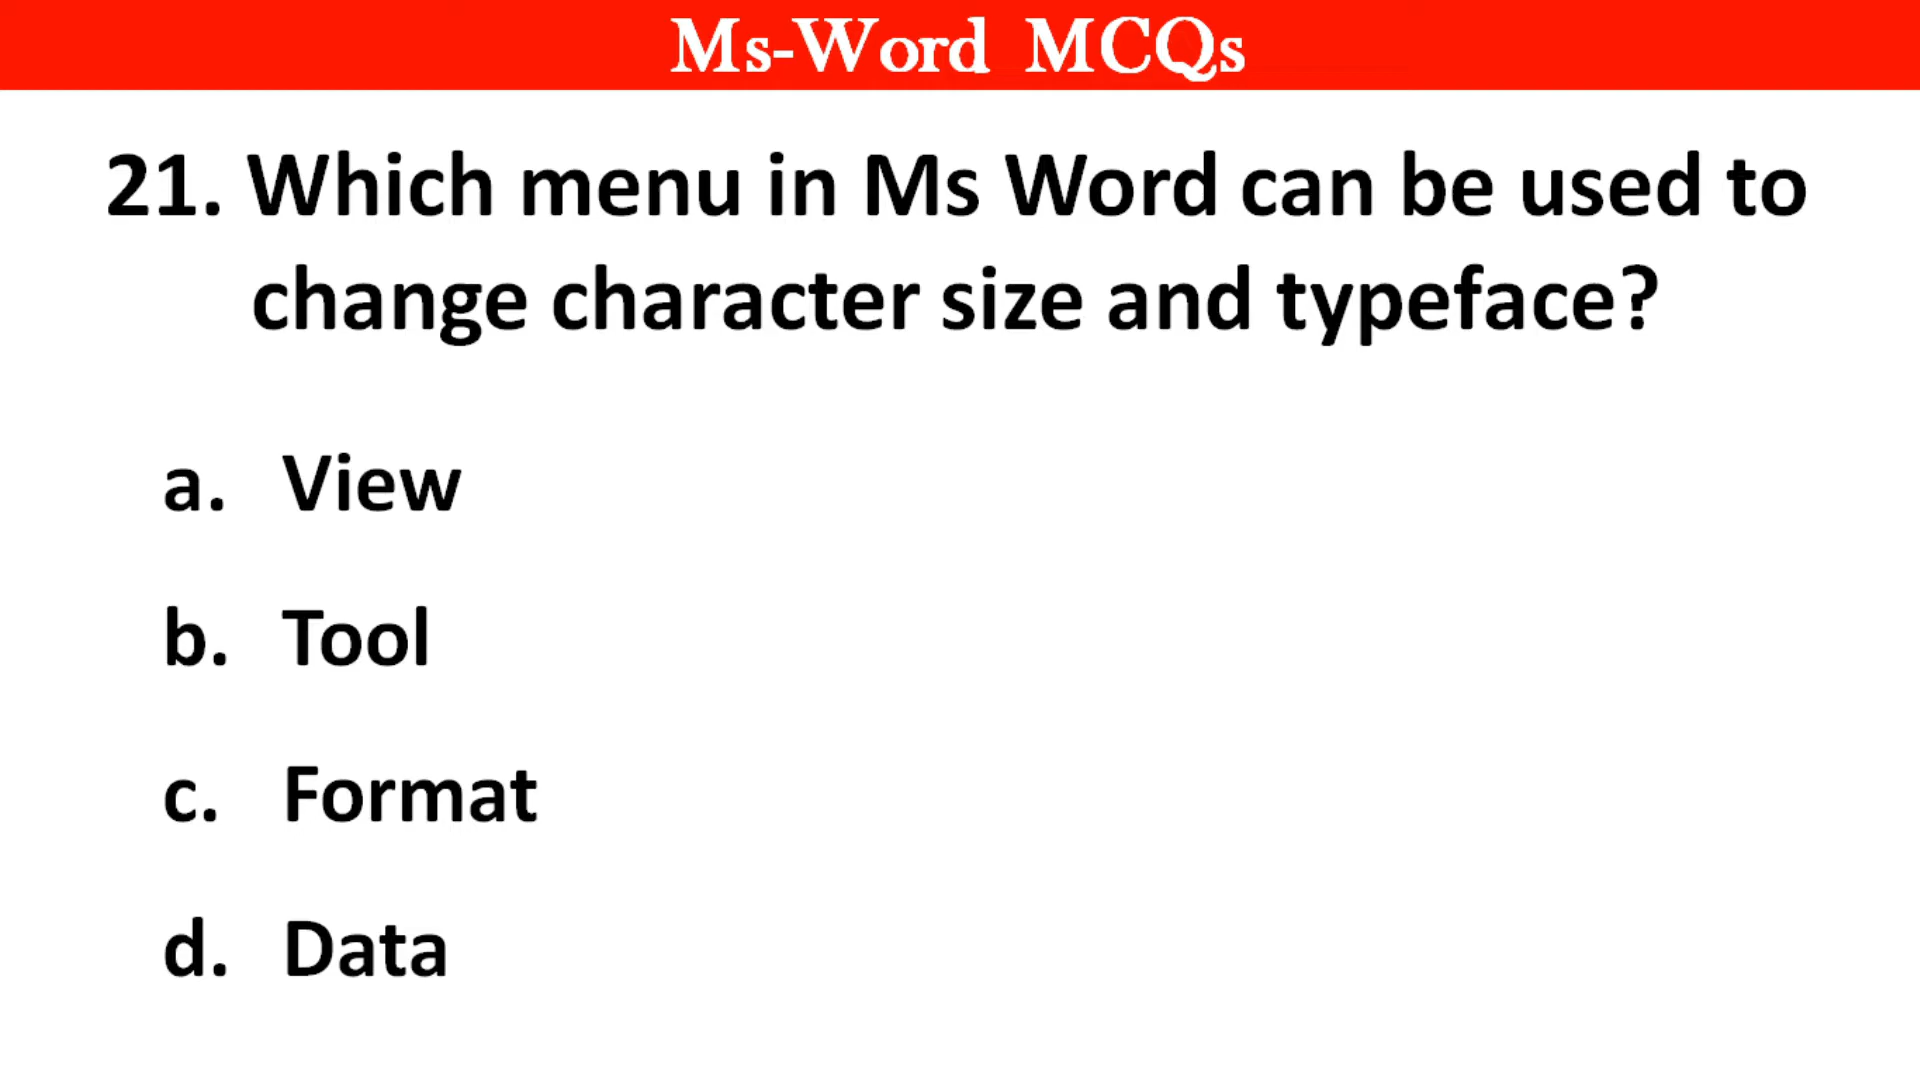 Ms-Word MCQs
21. Which menu in Ms Word can be used to
change character size and typeface?
a. View
b. Tool
c. Format
d. Data